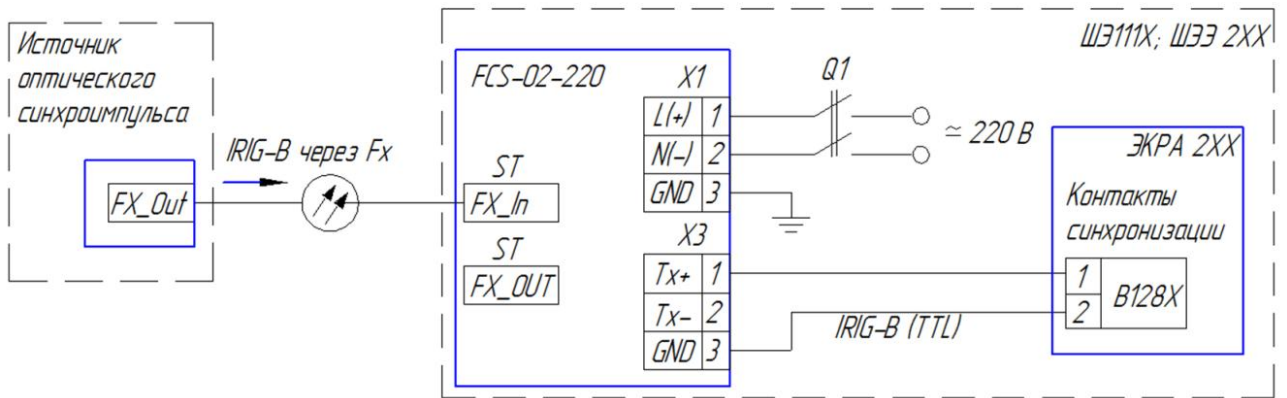 Источник
оптического
синхроимпульса
FX_Out
IRIG-B через Fx
ШЭ111Х; ШЭЭ 2ХХ
FCS-02-220
X1
L(+) 1
N(-) 2
GND 3
ST
FX_In
ST
FX_OUT
X3
Tx+ 1
Tx- 2
GND 3
Q1
≃ 220 В
IRIG-B (TTL)
ЭКРА 2ХХ
Контакты
синхронизации
1
2
В128Х